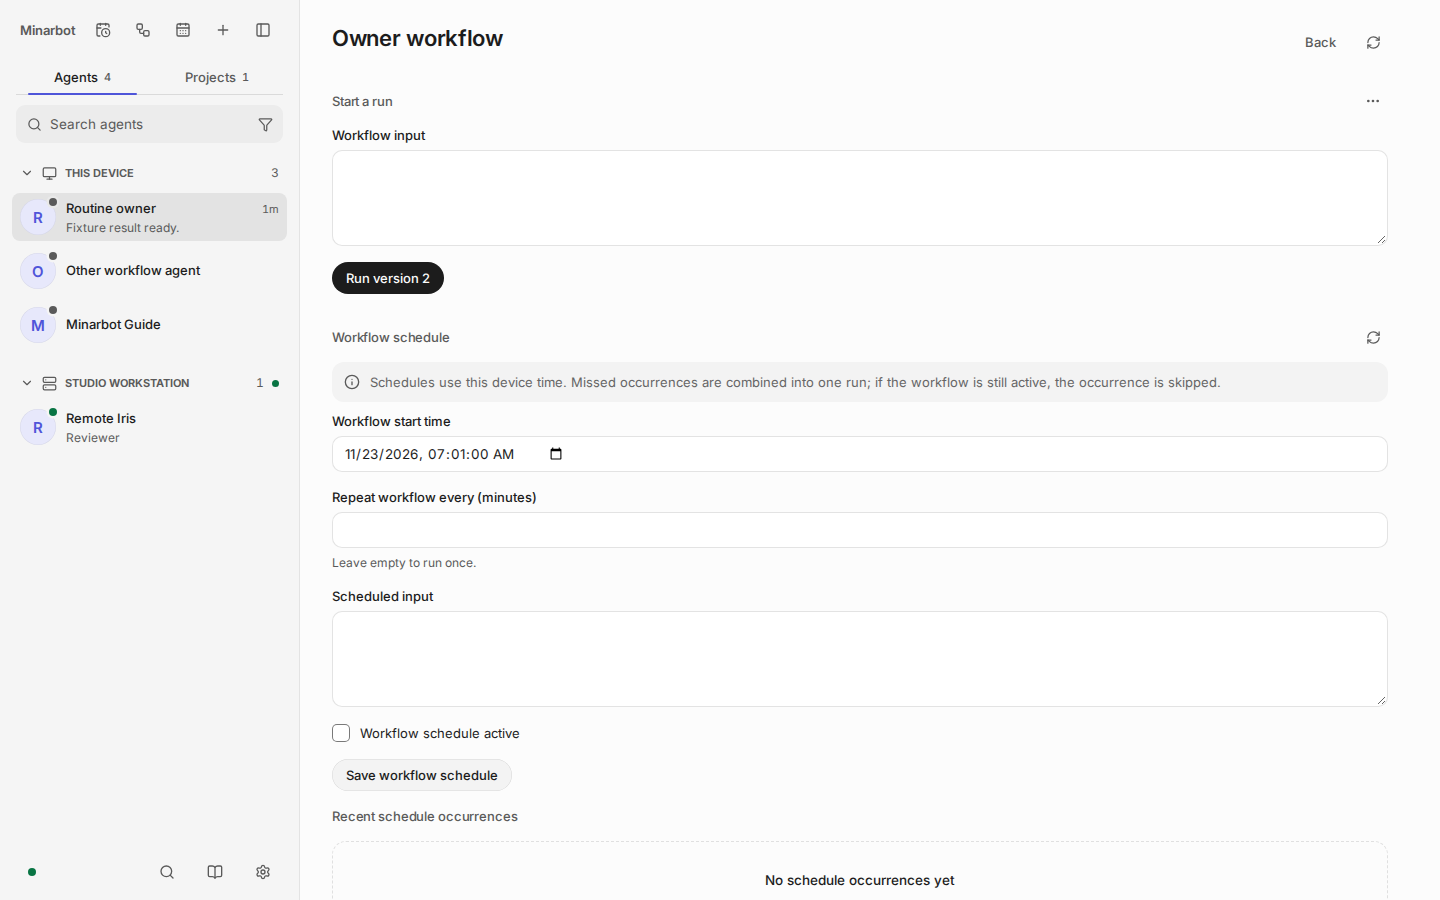 Minarbot
Agents 4
Projects 1
Search agents
THIS DEVICE 3
R
Routine owner 1m
Fixture result ready.
O
Other workflow agent
M
Minarbot Guide
STUDIO WORKSTATION 1
R
Remote Iris
Reviewer
Owner workflow
Back
Start a run
Workflow input
Run version 2
Workflow schedule
Schedules use this device time. Missed occurrences are combined into one run; if the workflow is still active, the occurrence is skipped.
Workflow start time
11/23/2026, 07:01:00 AM
Repeat workflow every (minutes)
Leave empty to run once.
Scheduled input
Workflow schedule active
Save workflow schedule
Recent schedule occurrences
No schedule occurrences yet